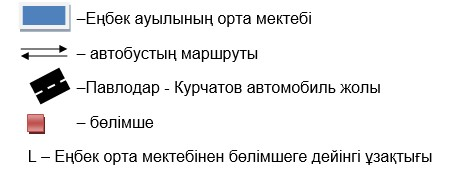 –Еңбек ауылының орта мектебі
– автобустың маршруты
–Павлодар - Курчатов автомобиль жолы
– бөлімше
L – Еңбек орта мектебінен бөлімшеге дейінгі ұзақтығы